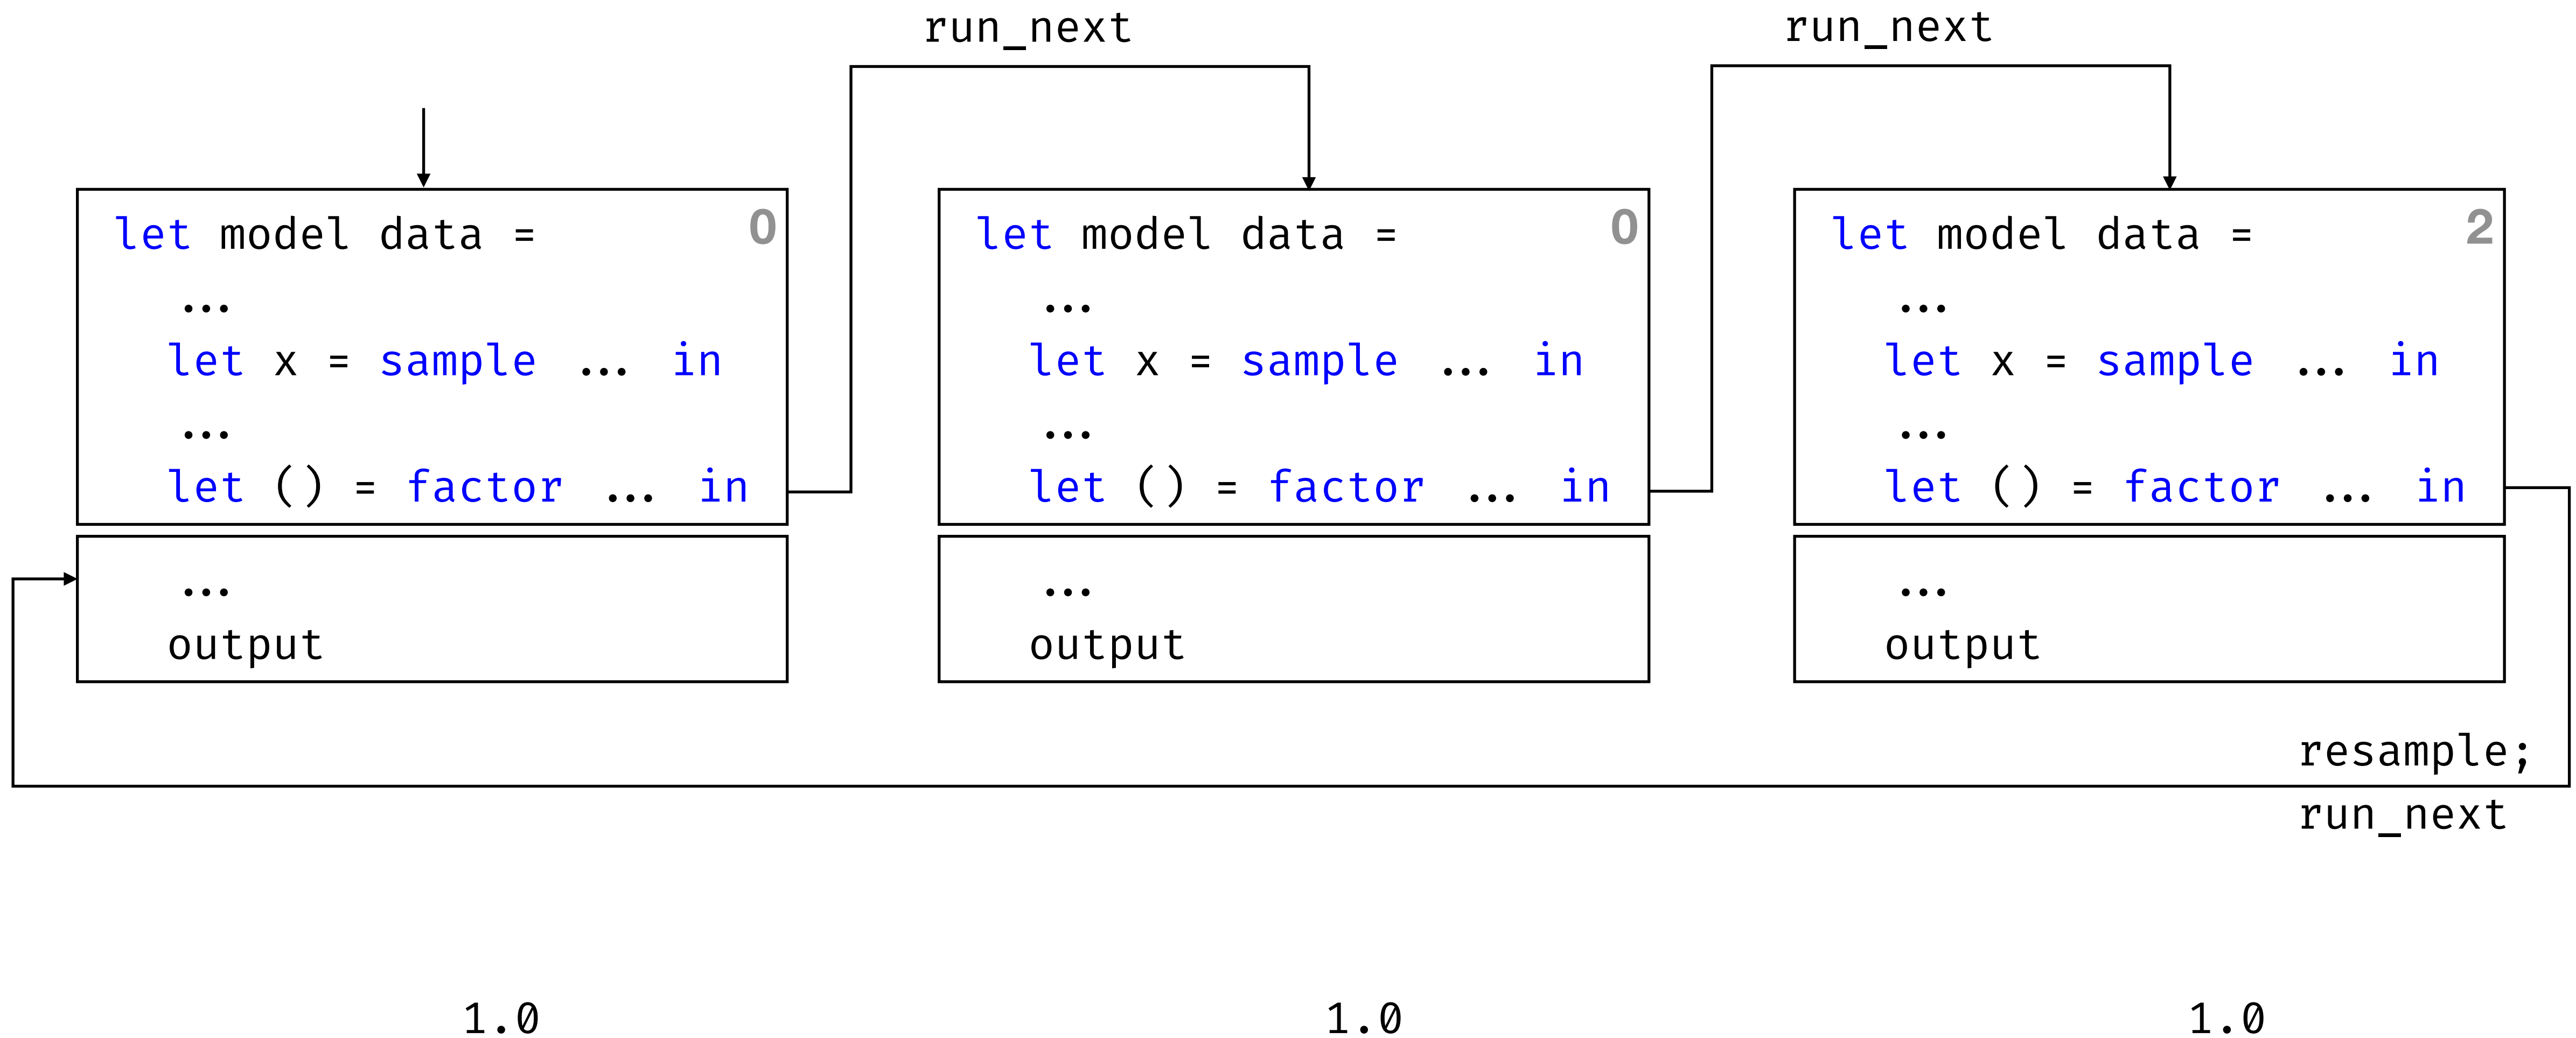 run_next
run_next
let model data =
0
...
let x = sample ... in
...
let () = factor ... in
...
output
let model data =
0
...
let x = sample ... in
...
let () = factor ... in
...
output
let model data =
2
...
let x = sample ... in
...
let () = factor ... in
...
output
resample;
run_next
1.0
1.0
1.0